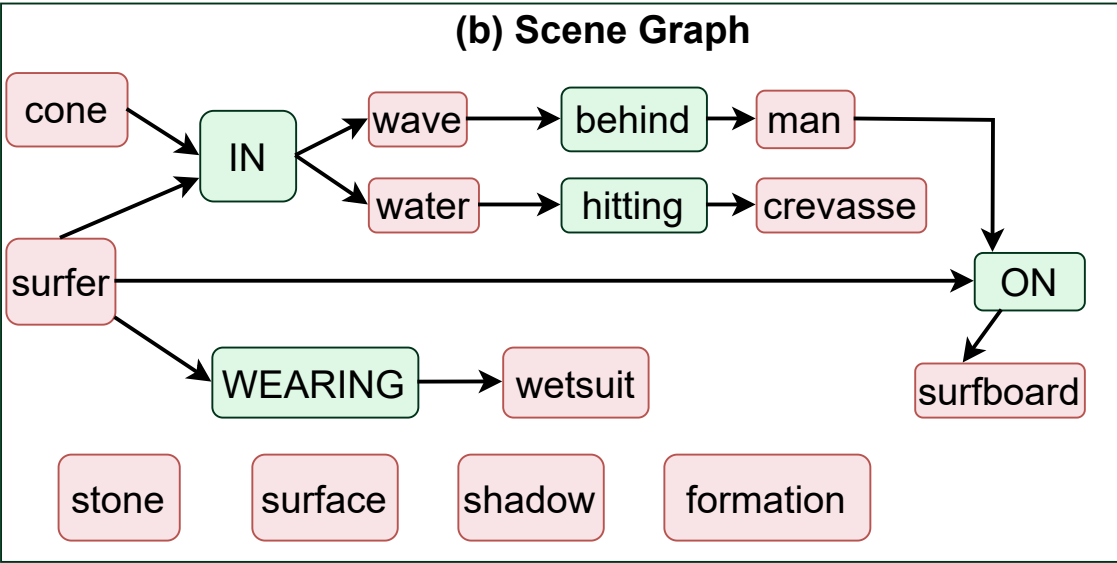 (b) Scene Graph
cone
IN
wave
behind
man
water
hitting
crevasse
surfer
ON
WEARING
wetsuit
surfboard
stone
surface
shadow
formation